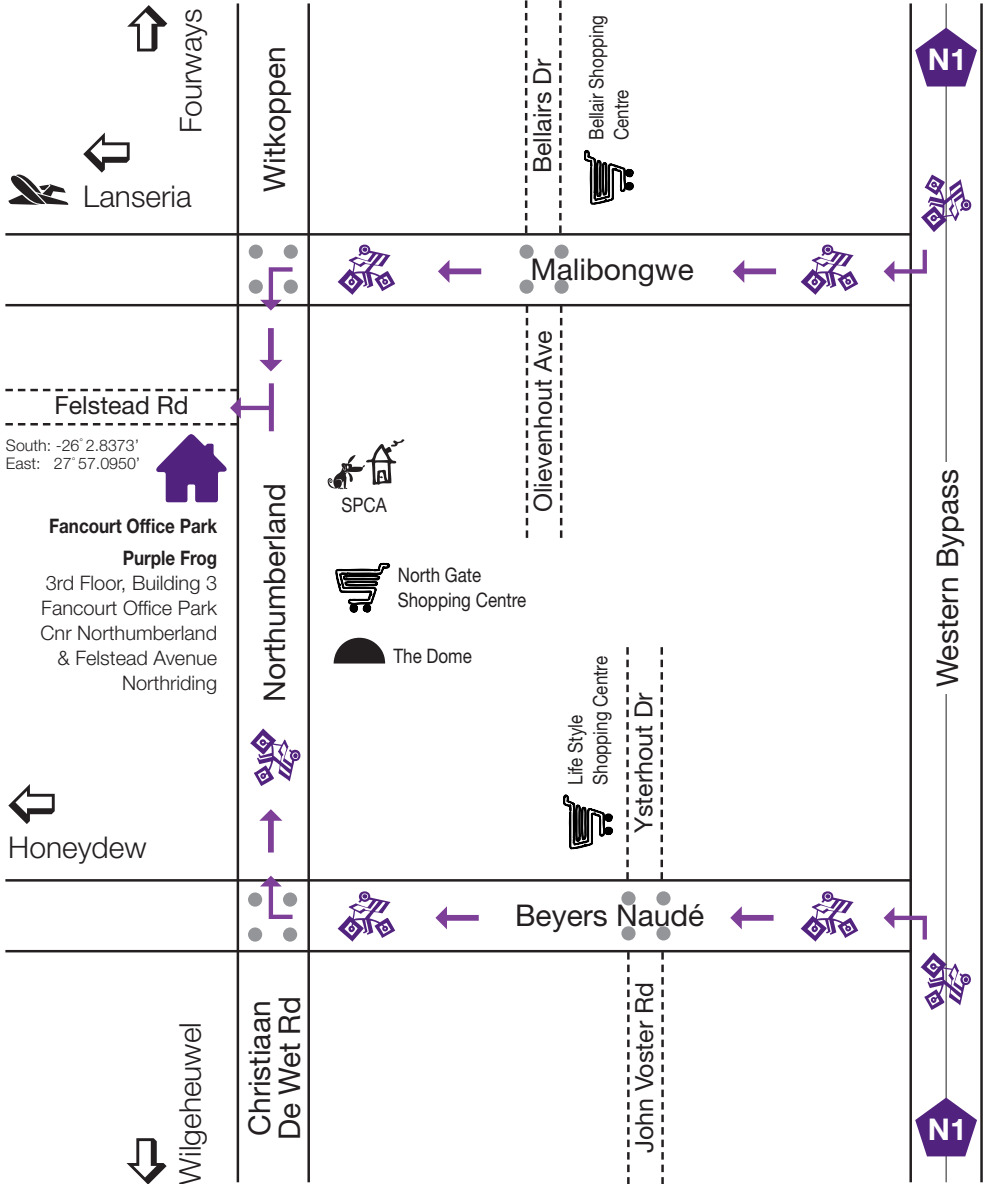 Fourways
Witkoppen
Bellairs Dr
Bellair Shopping
Centre
N1
Lanseria
Malibongwe
Felstead Rd
South: -26° 2.8373'
East: 27° 57.0950'
Fancourt Office Park
Purple Frog
3rd Floor, Building 3
Fancourt Office Park
Cnr Northumberland
& Felstead Avenue
Northriding
Northumberland
SPCA
Olievenhout Ave
North Gate
Shopping Centre
The Dome
Western Bypass
Life Style
Shopping Centre
Ysterhout Dr
Honeydew
Beyers Naudé
Wilgeheuwel
Christiaan
De Wet Rd
John Voster Rd
N1